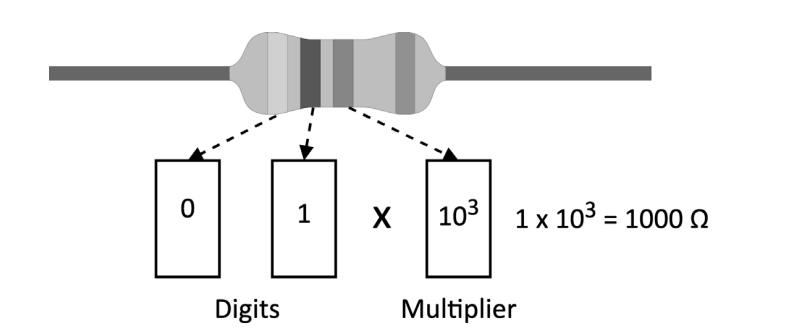 0
1
X
10³
1 x 10³ = 1000 Ω
Digits
Multiplier